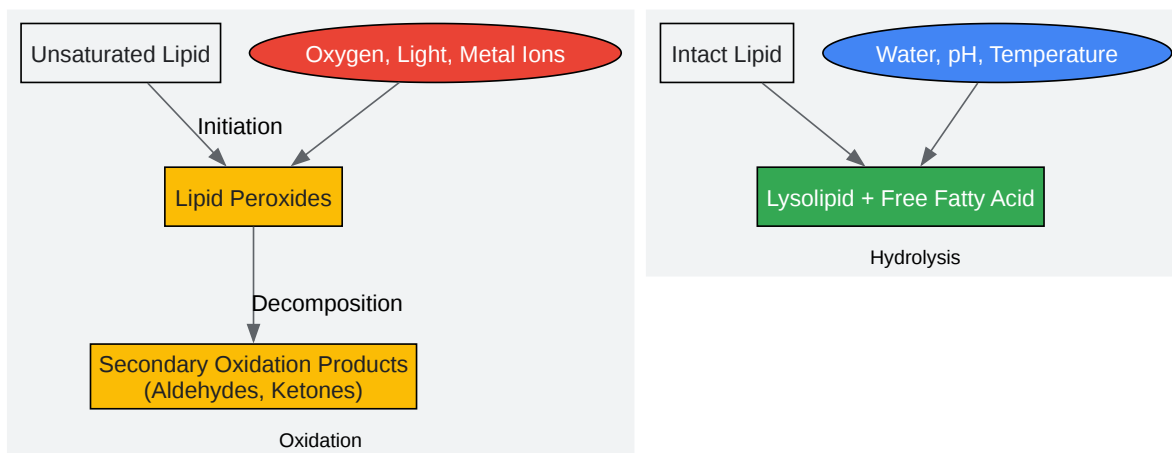 Unsaturated Lipid
Oxygen, Light, Metal Ions
Initiation
Lipid Peroxides
Decomposition
Secondary Oxidation Products
(Aldehydes, Ketones)
Oxidation
Intact Lipid
Water, pH, Temperature
Lysolipid + Free Fatty Acid
Hydrolysis